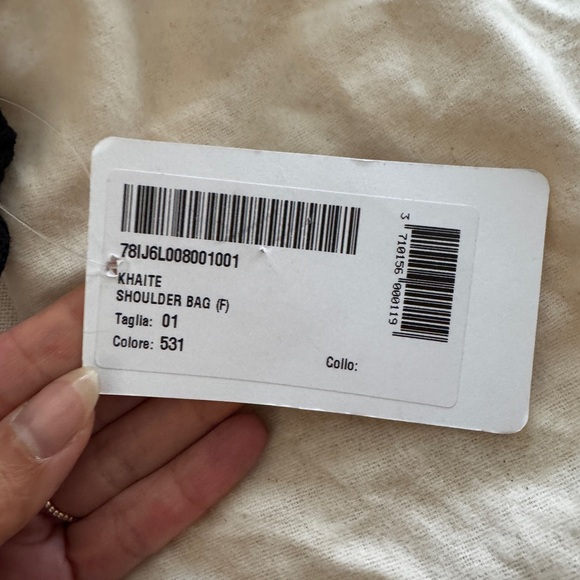 78IJ6L008001001
KHAITE
SHOULDER BAG (F)
Taglia: 01
Colore: 531
Collo:
3 710156 000119